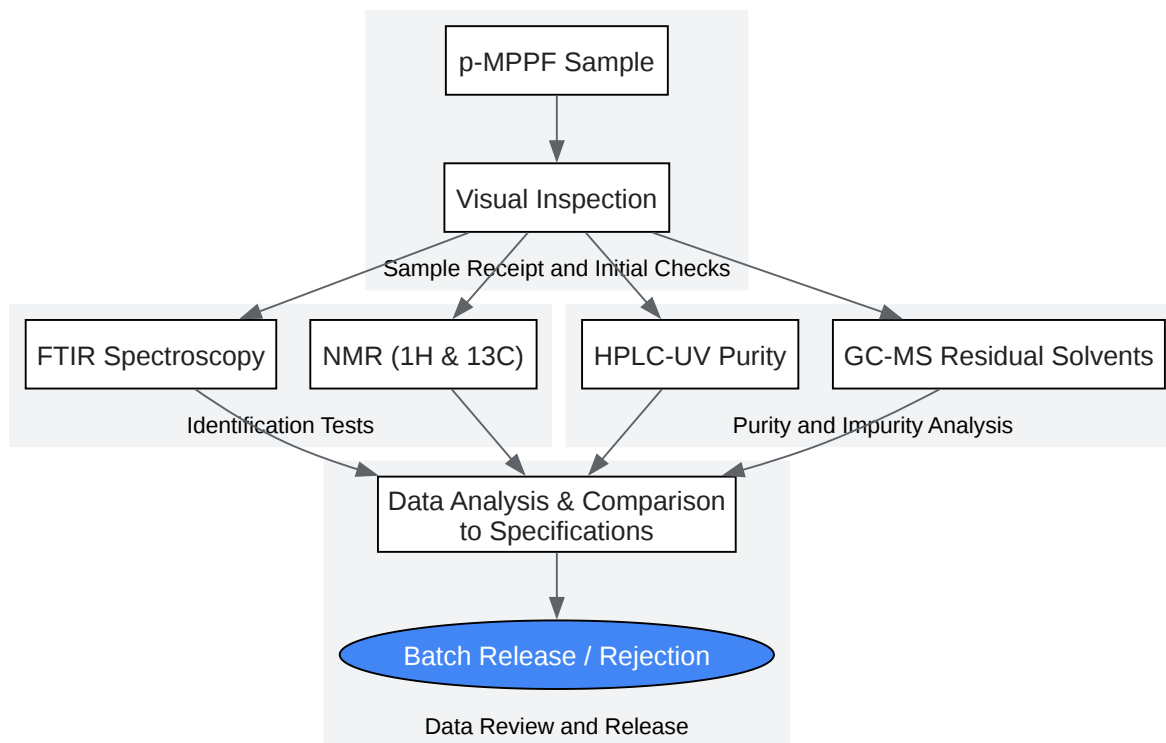 p-MPPF Sample
Visual Inspection
Sample Receipt and Initial Checks
FTIR Spectroscopy
NMR (1H & 13C)
HPLC-UV Purity
GC-MS Residual Solvents
Identification Tests
Purity and Impurity Analysis
Data Analysis & Comparison
to Specifications
Batch Release / Rejection
Data Review and Release